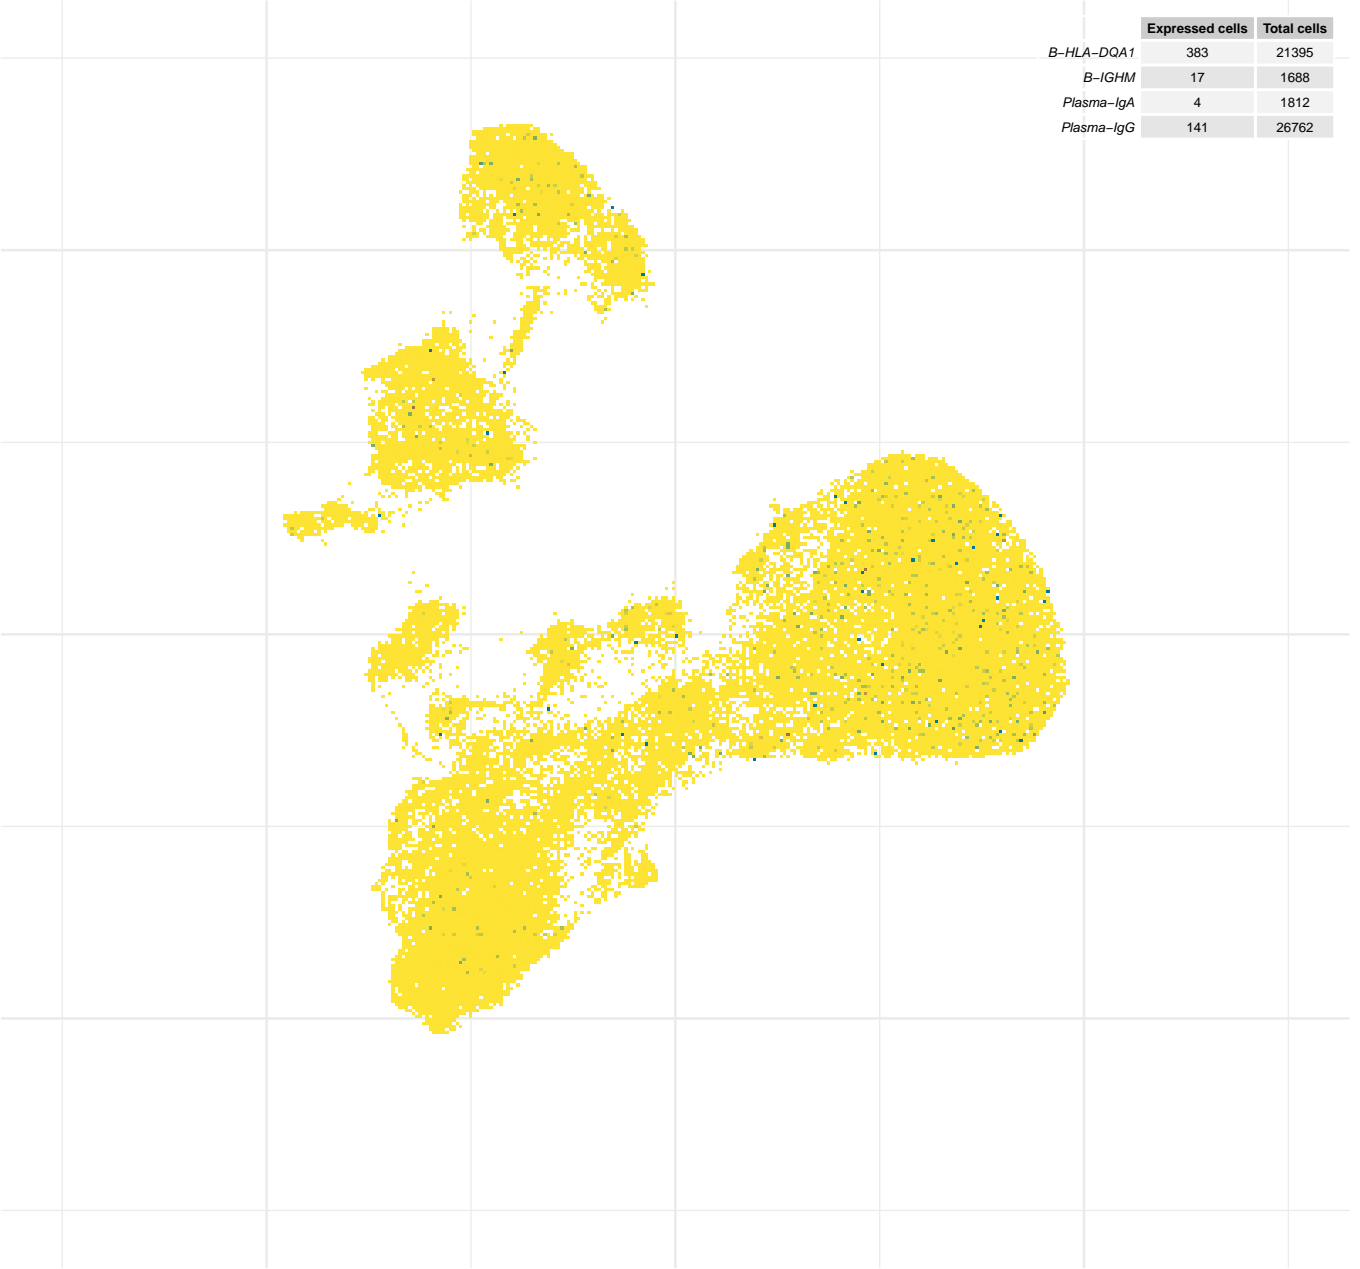 Expressed cells Total cells
B−HLA−DQA1 383 21395
B−IGHM 17 1688
Plasma−IgA 4 1812
Plasma−IgG 141 26762